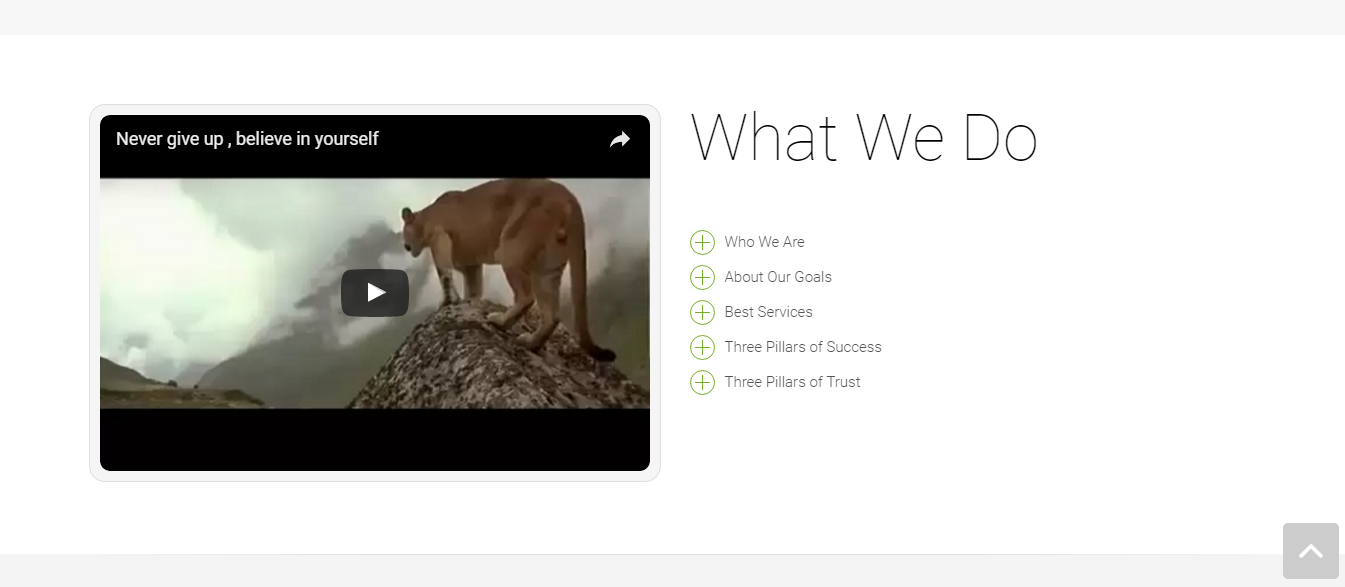 Never give up , believe in yourself
What We Do
Who We Are
About Our Goals
Best Services
Three Pillars of Success
Three Pillars of Trust